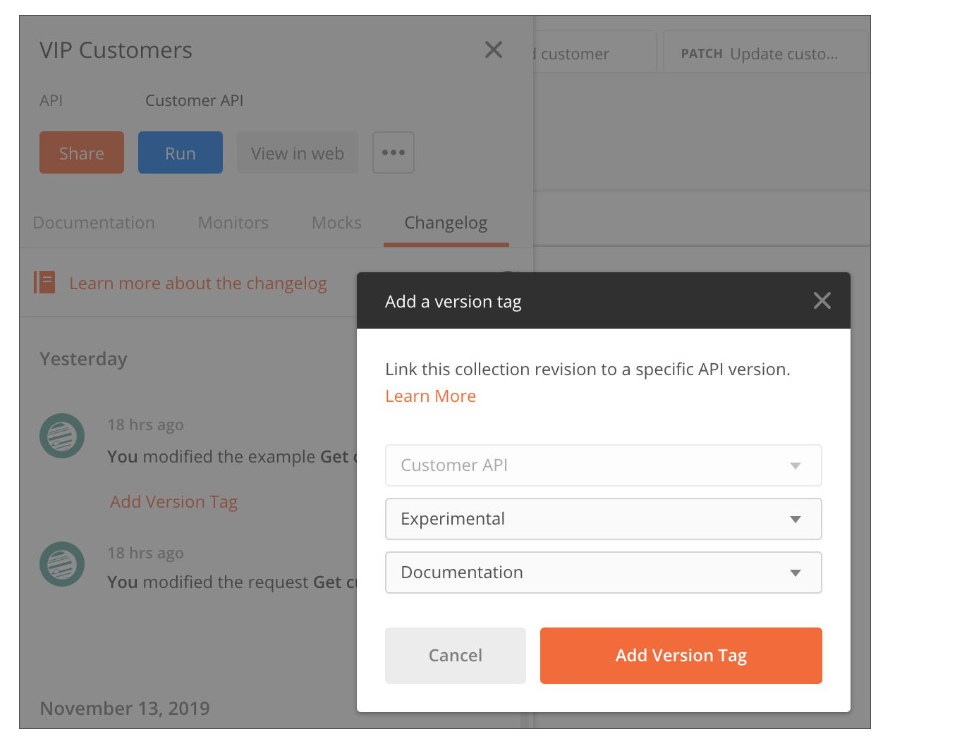 VIP Customers
customer
PATCH Update custo...
API Customer API
Share Run View in web
Documentation Monitors Mocks Changelog
Learn more about the changelog
Add a version tag
Link this collection revision to a specific API version.
Learn More
Customer API
Experimental
Documentation
Cancel Add Version Tag
Yesterday
18 hrs ago
You modified the example Get
Add Version Tag
18 hrs ago
You modified the request Get
November 13, 2019